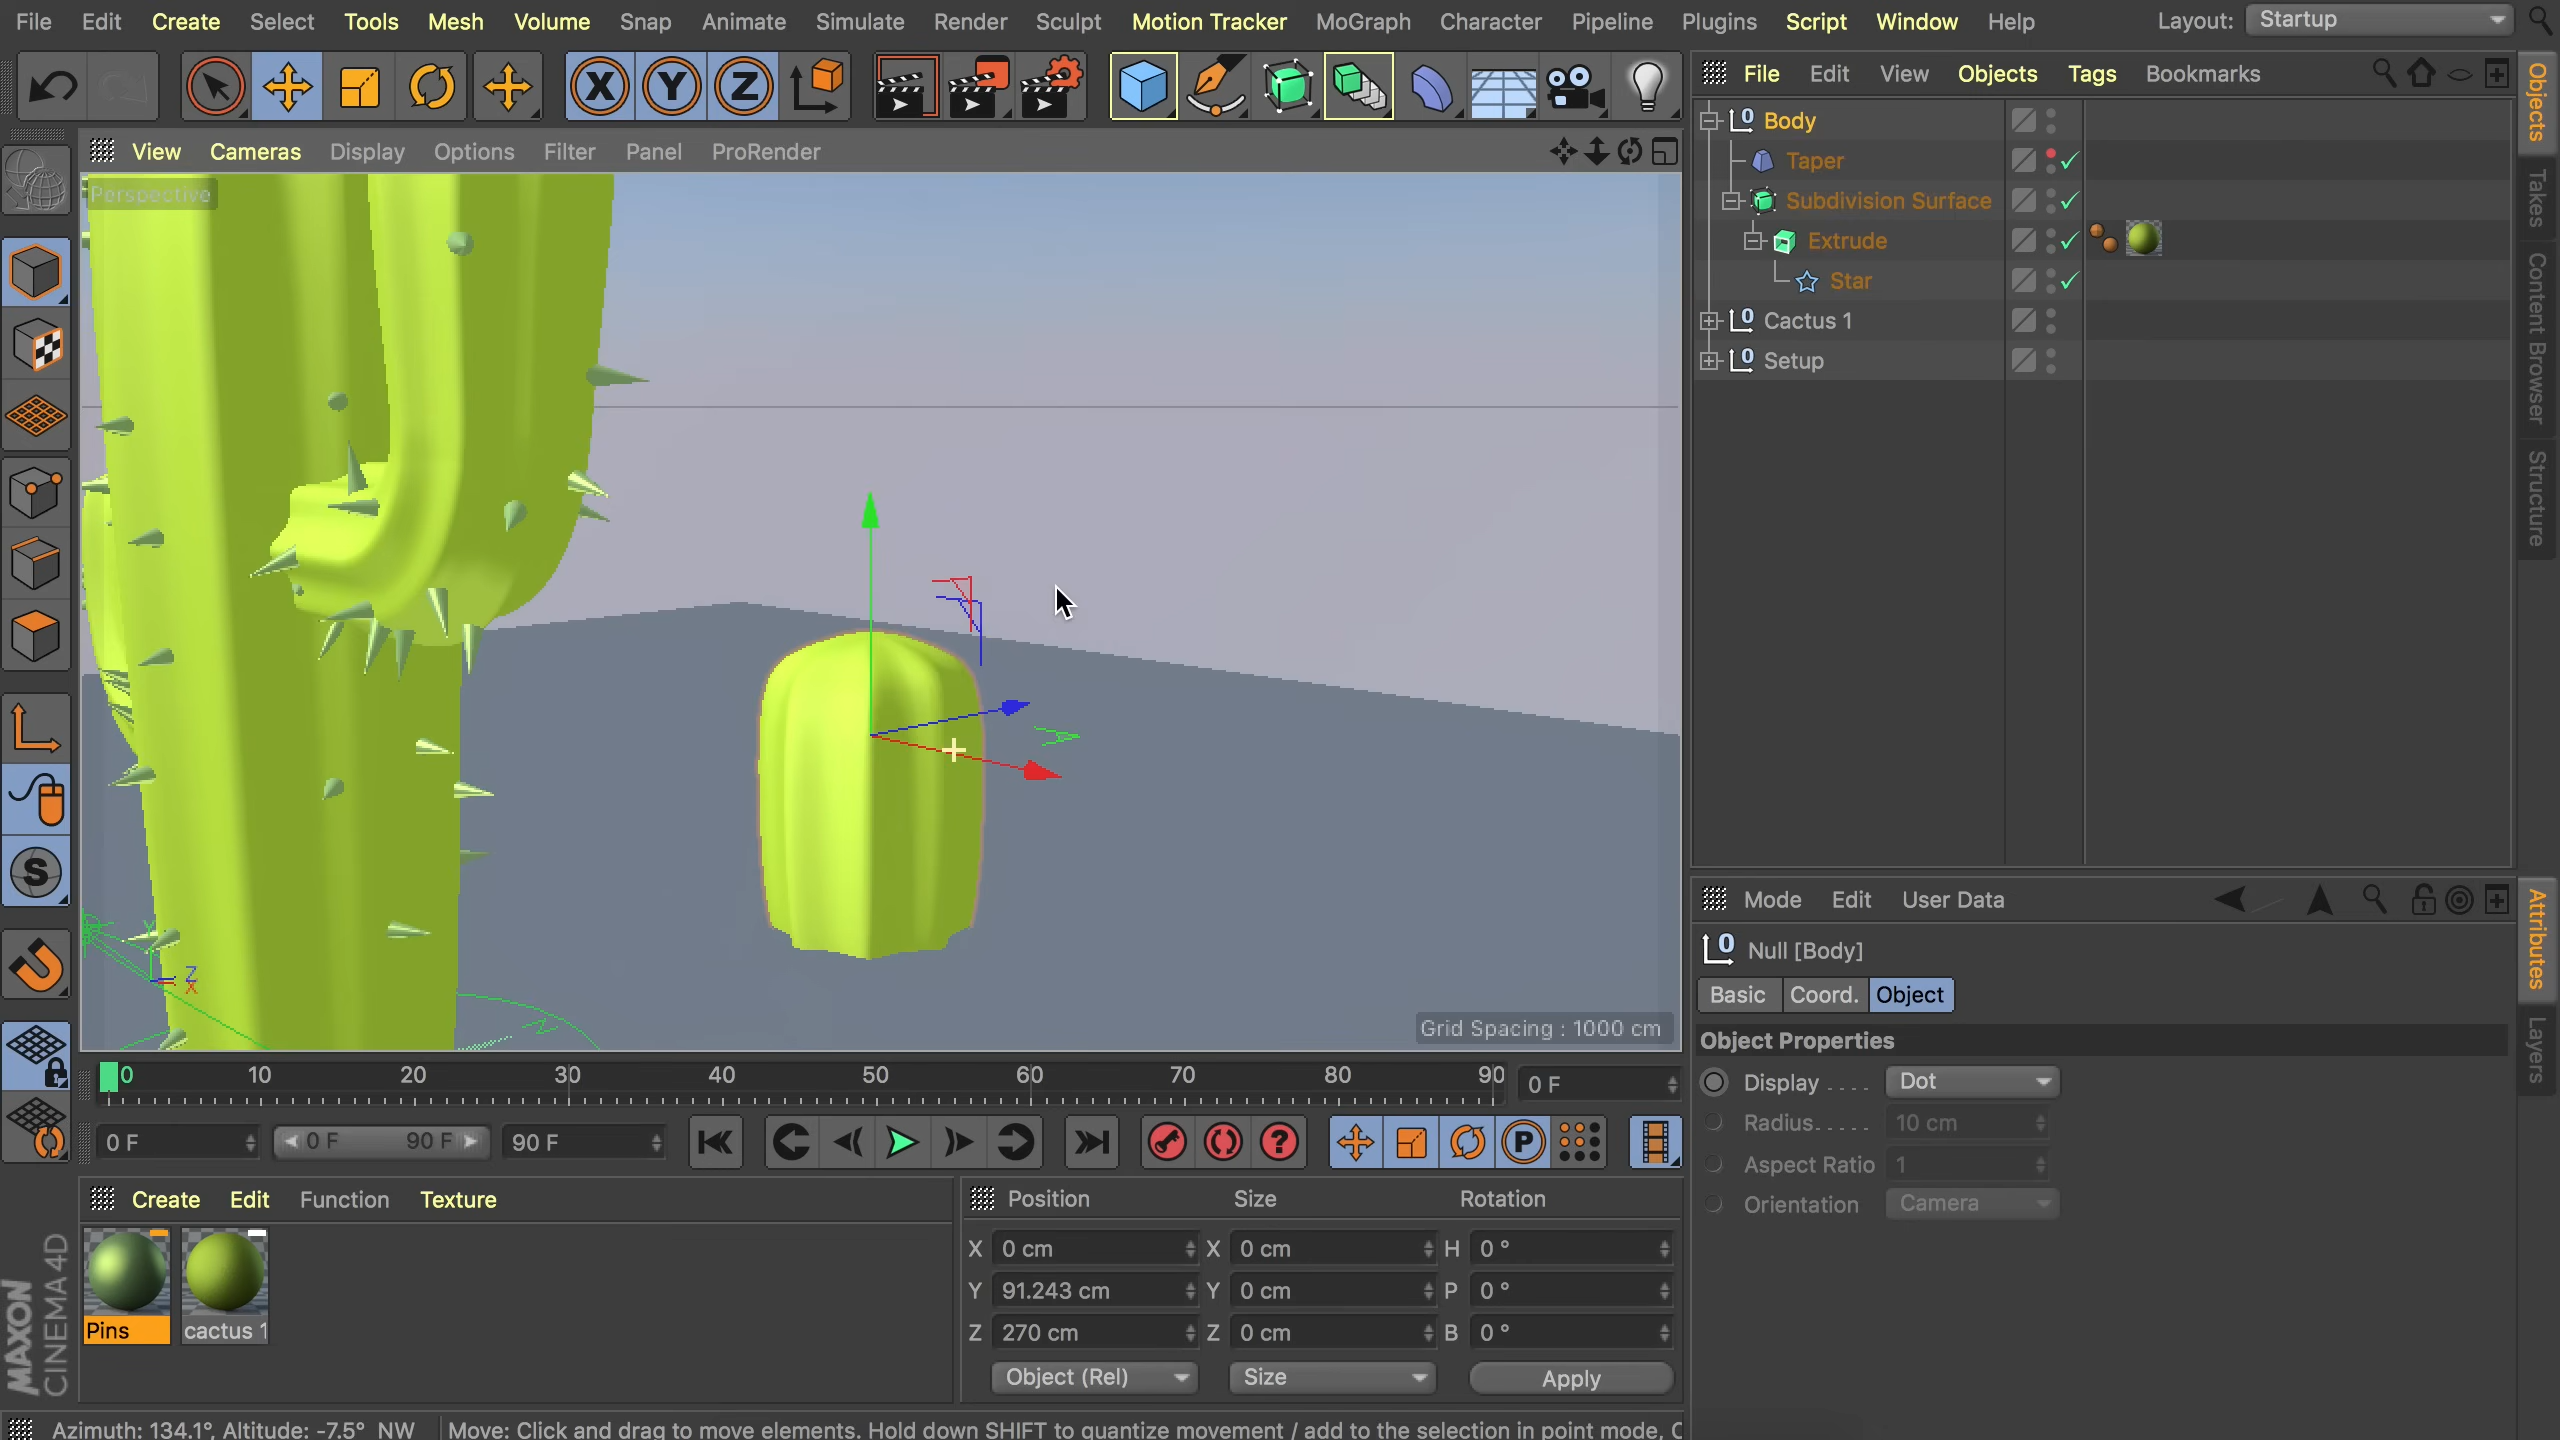 File Edit Create Select Tools Mesh Volume Snap Animate Simulate Render Sculpt Motion Tracker MoGraph Character Pipeline Plugins Script Window Help Layout: Startup
X Y Z
File Edit View Objects Tags Bookmarks
View Cameras Display Options Filter Panel ProRender
Perspective
Body
Taper
Subdivision Surface
Extrude
Star
Cactus 1
Setup
Objects
Takes
Content Browser
Structure
S
Y
Z
X
Grid Spacing : 1000 cm
Mode Edit User Data
Null [Body]
Basic Coord. Object
Object Properties
Display . . . . Dot
Radius. . . . . 10 cm
Aspect Ratio 1
Orientation Camera
Attributes
Layers
0 10 20 30 40 50 60 70 80 90 0 F
0 F 0 F 90 F 90 F
P
Create Edit Function Texture
Pins cactus 1
Position Size Rotation
X 0 cm X 0 cm H 0 °
Y 91.243 cm Y 0 cm P 0 °
Z 270 cm Z 0 cm B 0 °
Object (Rel) Size Apply
MAXON
CINEMA 4D
Azimuth: 134.1°, Altitude: -7.5° NW Move: Click and drag to move elements. Hold down SHIFT to quantize movement / add to the selection in point mode, C